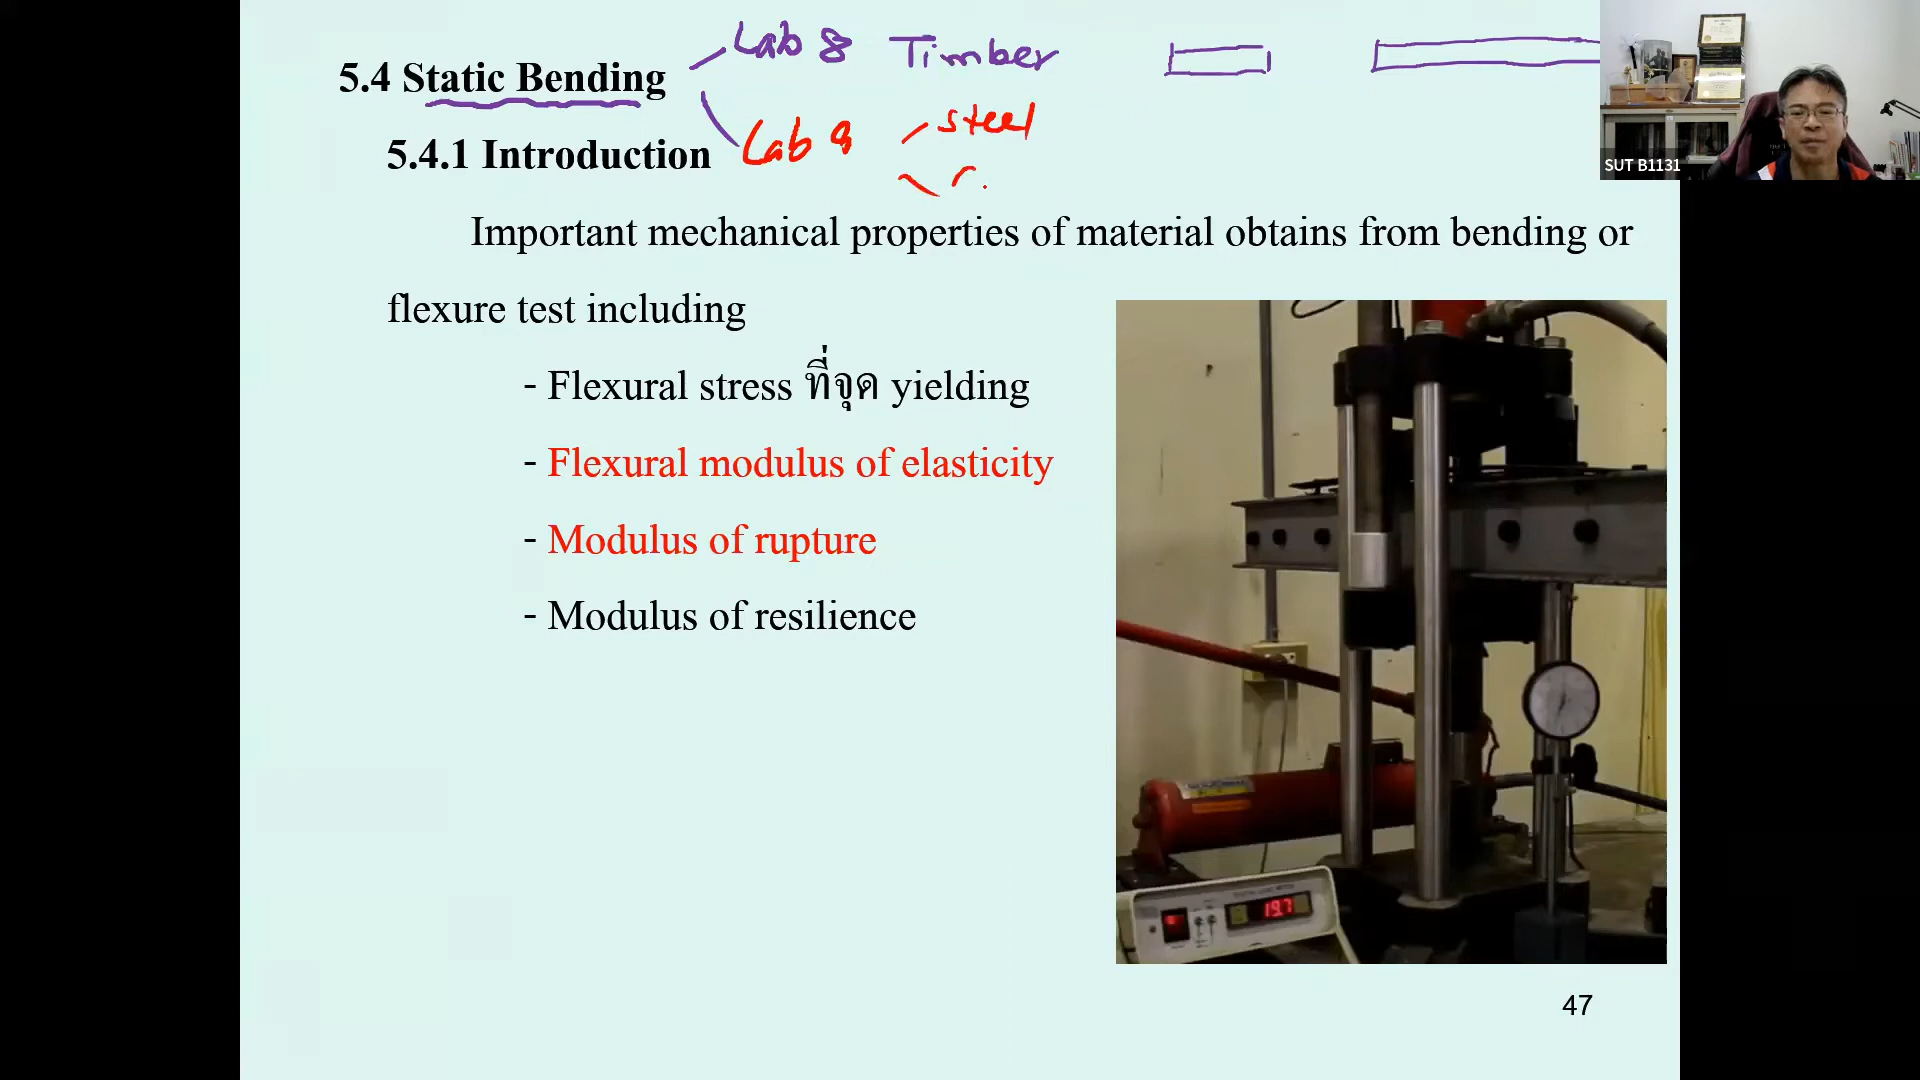 Lab 8 Timber
5.4 Static Bending
Lab 9 steel
5.4.1 Introduction
SUT B1131
Important mechanical properties of material obtains from bending or
flexure test including
- Flexural stress ที่จุด yielding
- Flexural modulus of elasticity
- Modulus of rupture
- Modulus of resilience
19.7
47